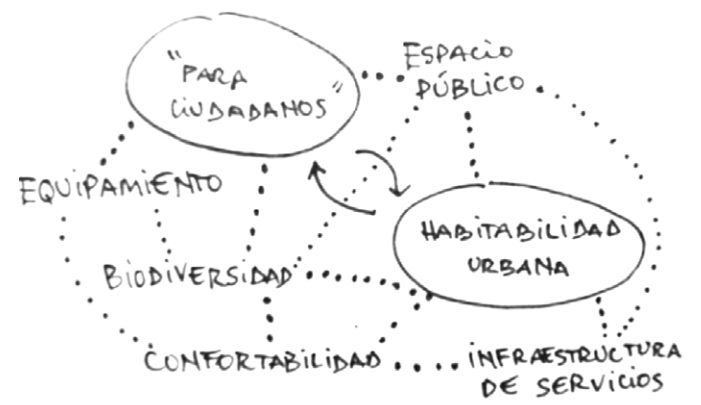 "PARA
CIUDADANOS"
ESPACIO
PÚBLICO
EQUIPAMIENTO
HABITABILIDAD
URBANA
BIODIVERSIDAD
CONFORTABILIDAD
INFRAESTRUCTURA
DE SERVICIOS